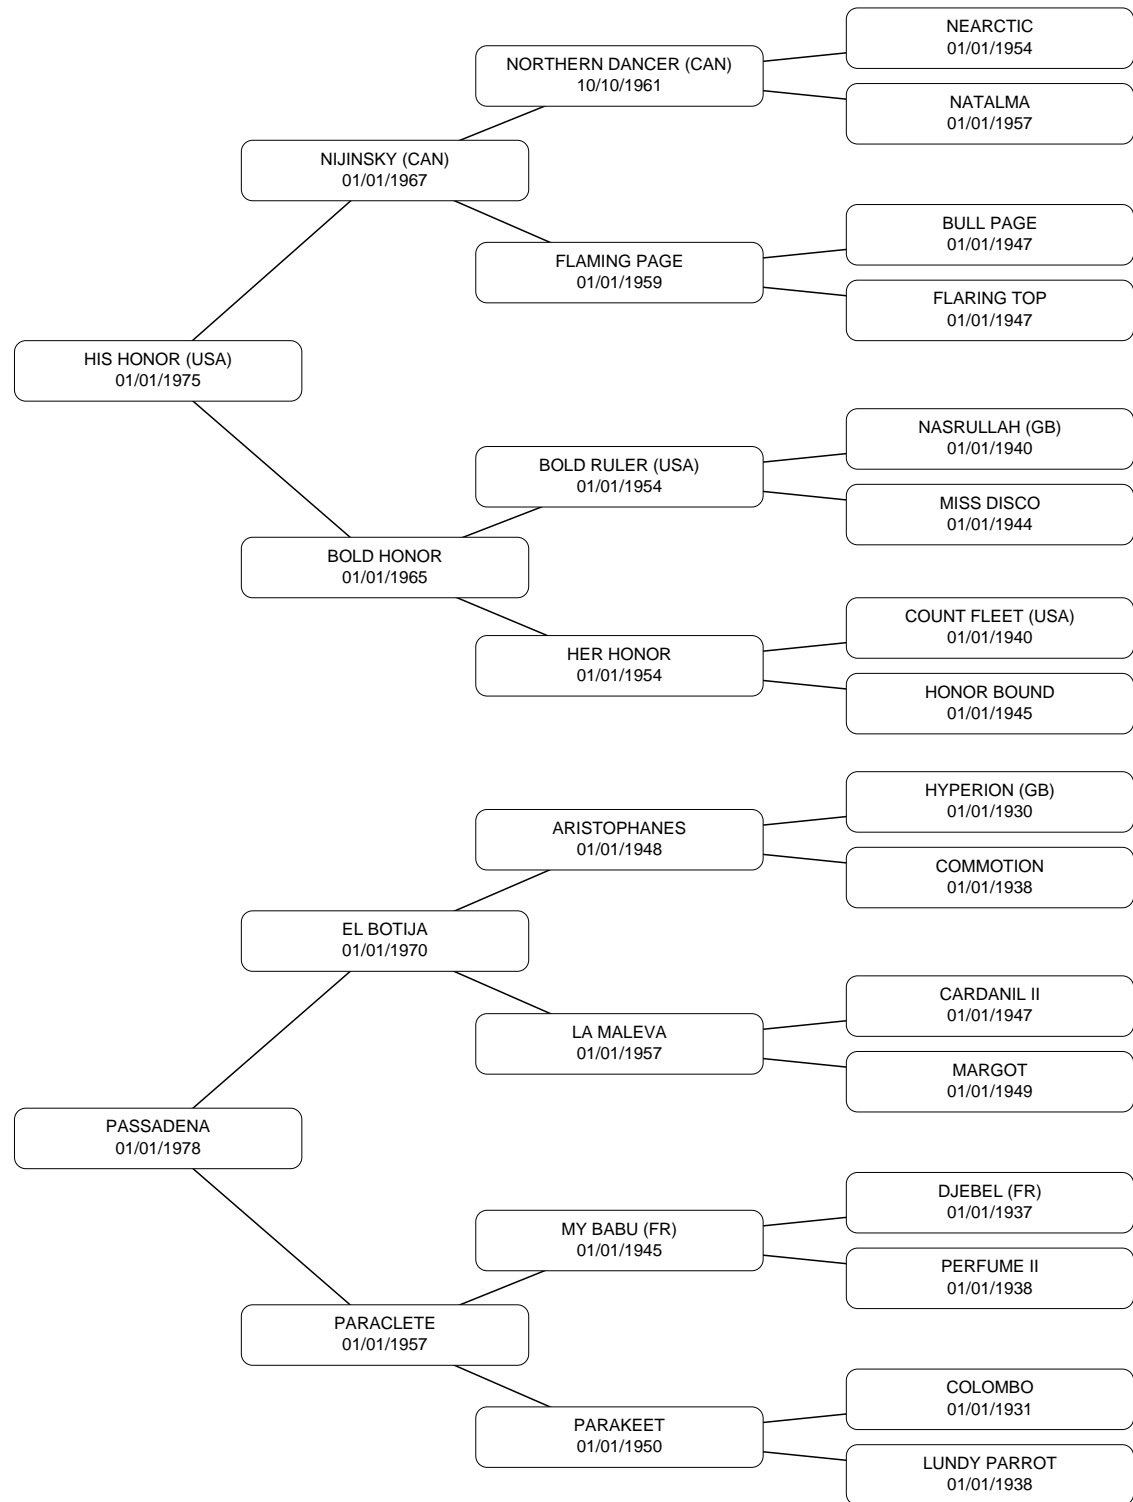 NEARCTIC
01/01/1954
NORTHERN DANCER (CAN)
10/10/1961
NATALMA
01/01/1957
NIJINSKY (CAN)
01/01/1967
BULL PAGE
01/01/1947
FLAMING PAGE
01/01/1959
FLARING TOP
01/01/1947
HIS HONOR (USA)
01/01/1975
NASRULLAH (GB)
01/01/1940
BOLD RULER (USA)
01/01/1954
MISS DISCO
01/01/1944
BOLD HONOR
01/01/1965
COUNT FLEET (USA)
01/01/1940
HER HONOR
01/01/1954
HONOR BOUND
01/01/1945
HYPERION (GB)
01/01/1930
ARISTOPHANES
01/01/1948
COMMOTION
01/01/1938
EL BOTIJA
01/01/1970
CARDANIL II
01/01/1947
LA MALEVA
01/01/1957
MARGOT
01/01/1949
PASSADENA
01/01/1978
DJEBEL (FR)
01/01/1937
MY BABU (FR)
01/01/1945
PERFUME II
01/01/1938
PARACLETE
01/01/1957
COLOMBO
01/01/1931
PARAKEET
01/01/1950
LUNDY PARROT
01/01/1938